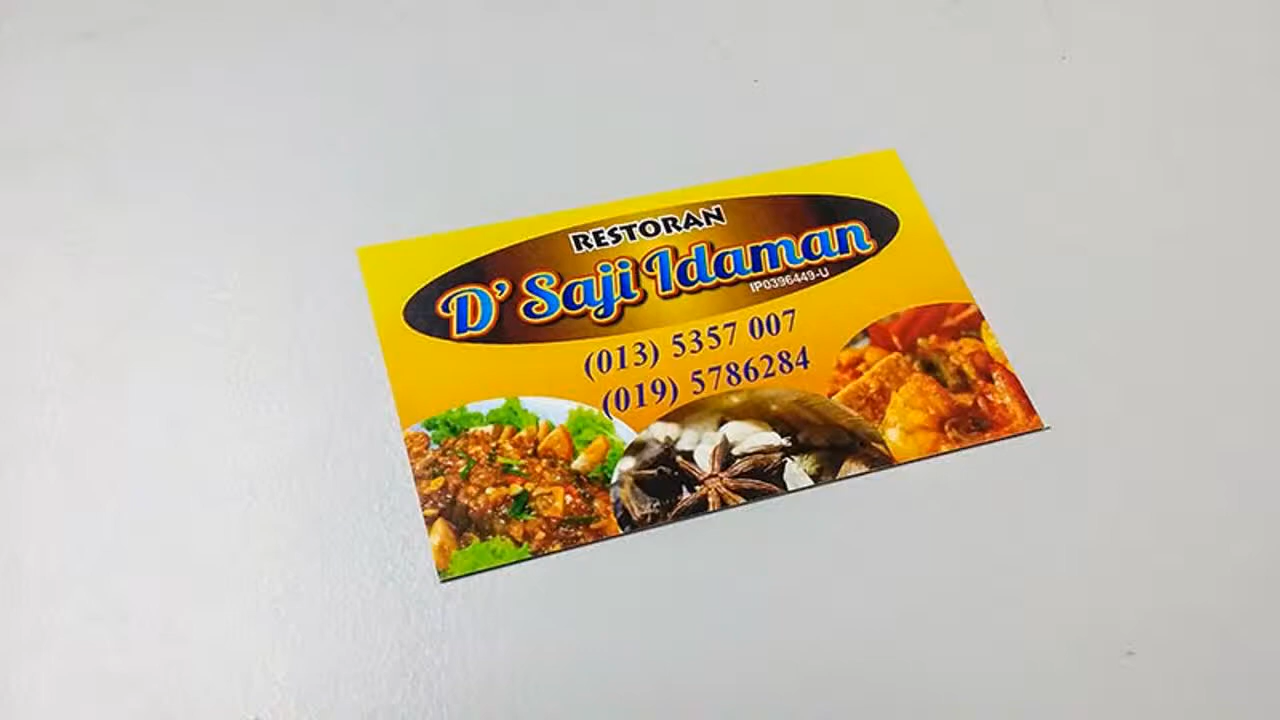 RESTORAN
D' Saji Idaman
IP0396449-U
(013) 5357 007
(019) 5786284